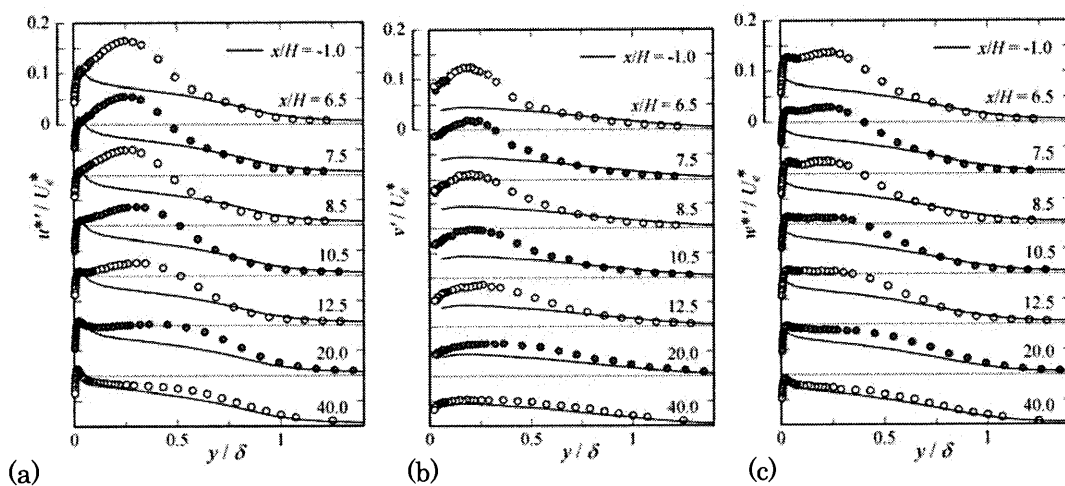 0.2
0.1
0
x/H = -1.0
x/H = 6.5
7.5
8.5
10.5
12.5
20.0
40.0
u*'/ U_e^*
0
0.5
1
y / δ
(a)
0.2
0.1
0
x/H = -1.0
x/H = 6.5
7.5
8.5
10.5
12.5
20.0
40.0
v'/ U_e^*
0
0.5
1
y / δ
(b)
0.2
0.1
0
x/H = -1.0
x/H = 6.5
7.5
8.5
10.5
12.5
20.0
40.0
w*'/ U_e^*
0
0.5
1
y / δ
(c)